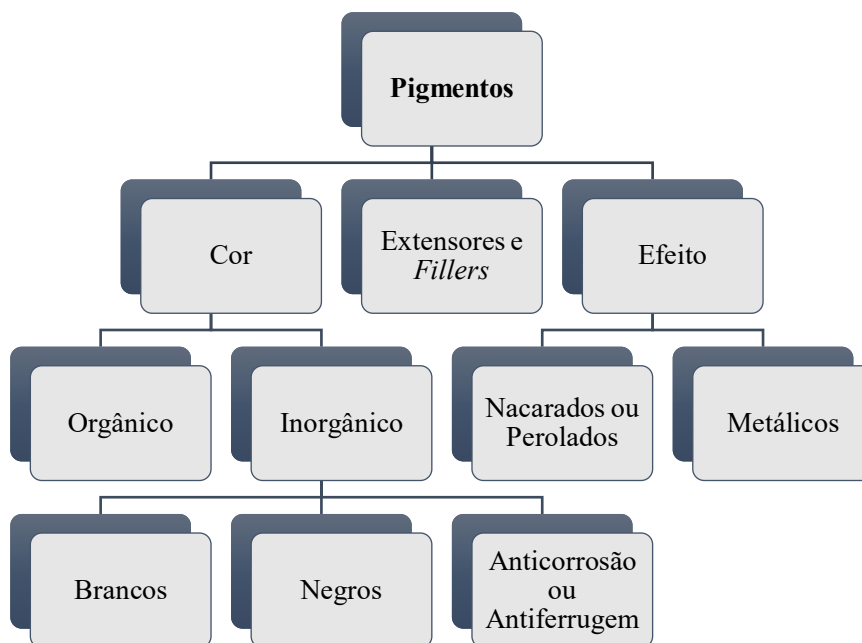 Pigmentos
Cor
Extensores e
Fillers
Efeito
Orgânico
Inorgânico
Nacarados ou
Perolados
Metálicos
Brancos
Negros
Anticorrosão
ou
Antiferrugem